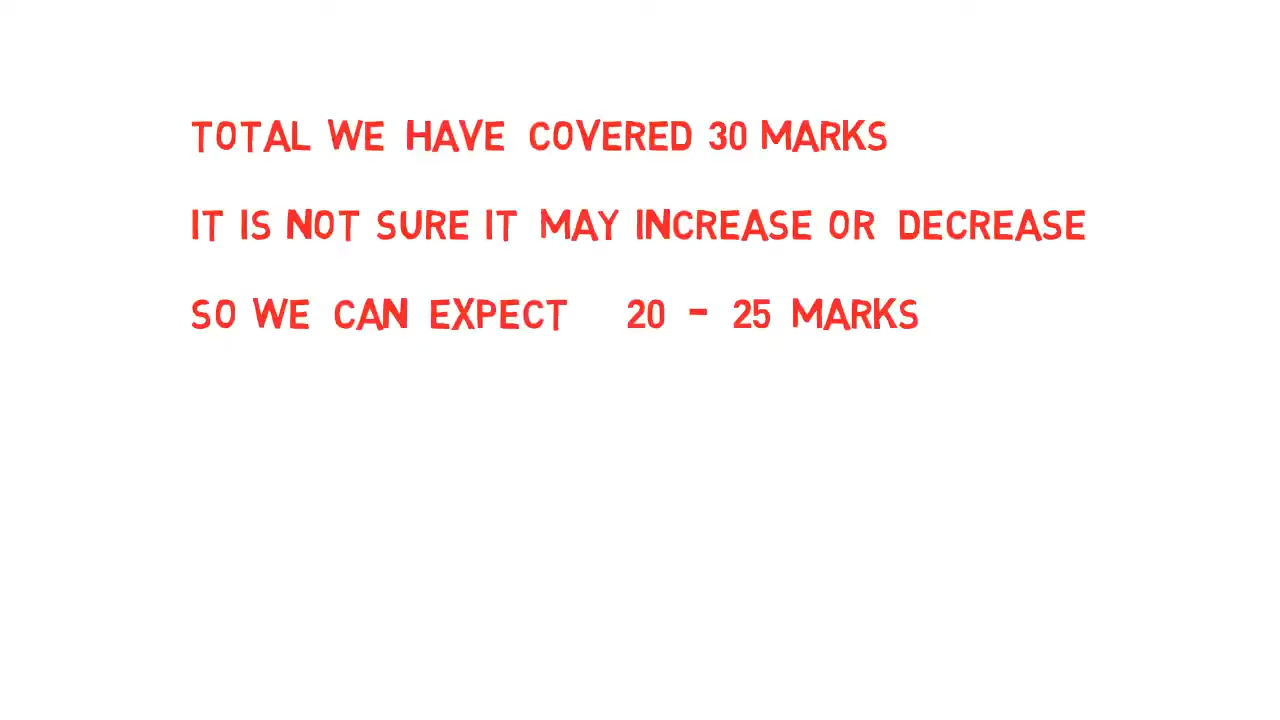 TOTAL WE HAVE COVERED 30 MARKS
IT IS NOT SURE IT MAY INCREASE OR DECREASE
SO WE CAN EXPECT 20 - 25 MARKS